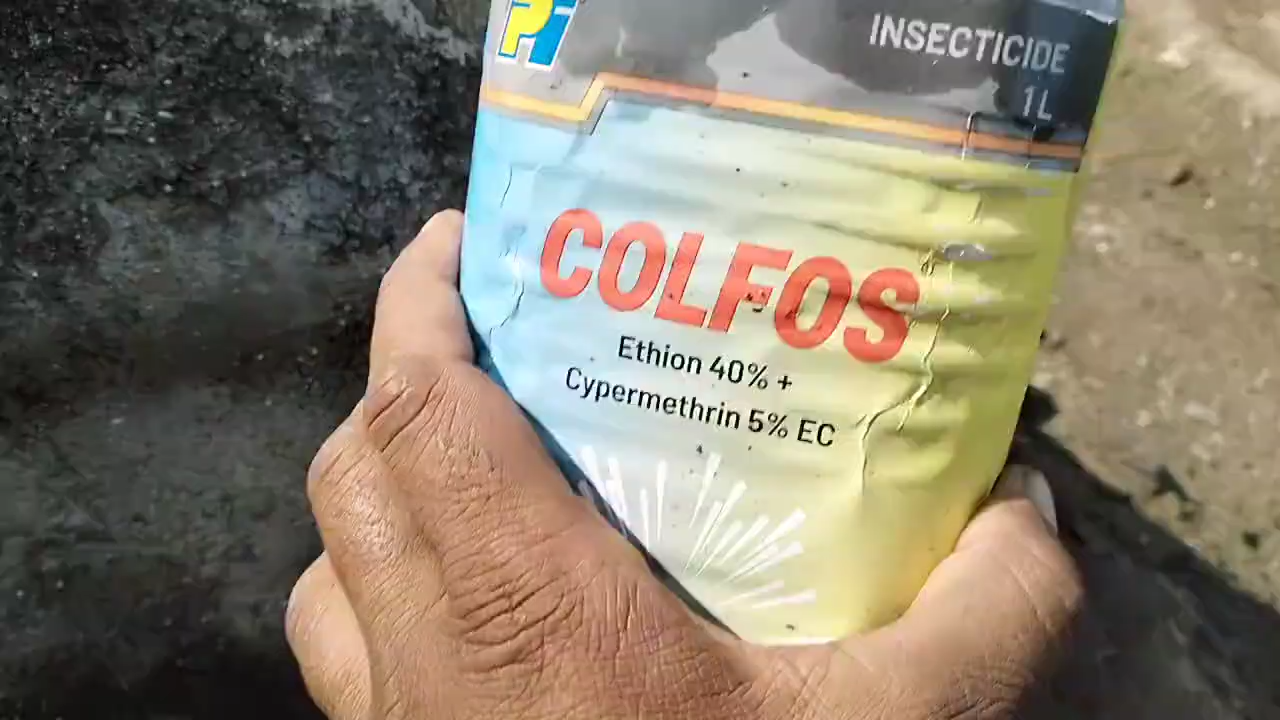 PI
INSECTICIDE
1L
COLFOS
Ethion 40% +
Cypermethrin 5% EC